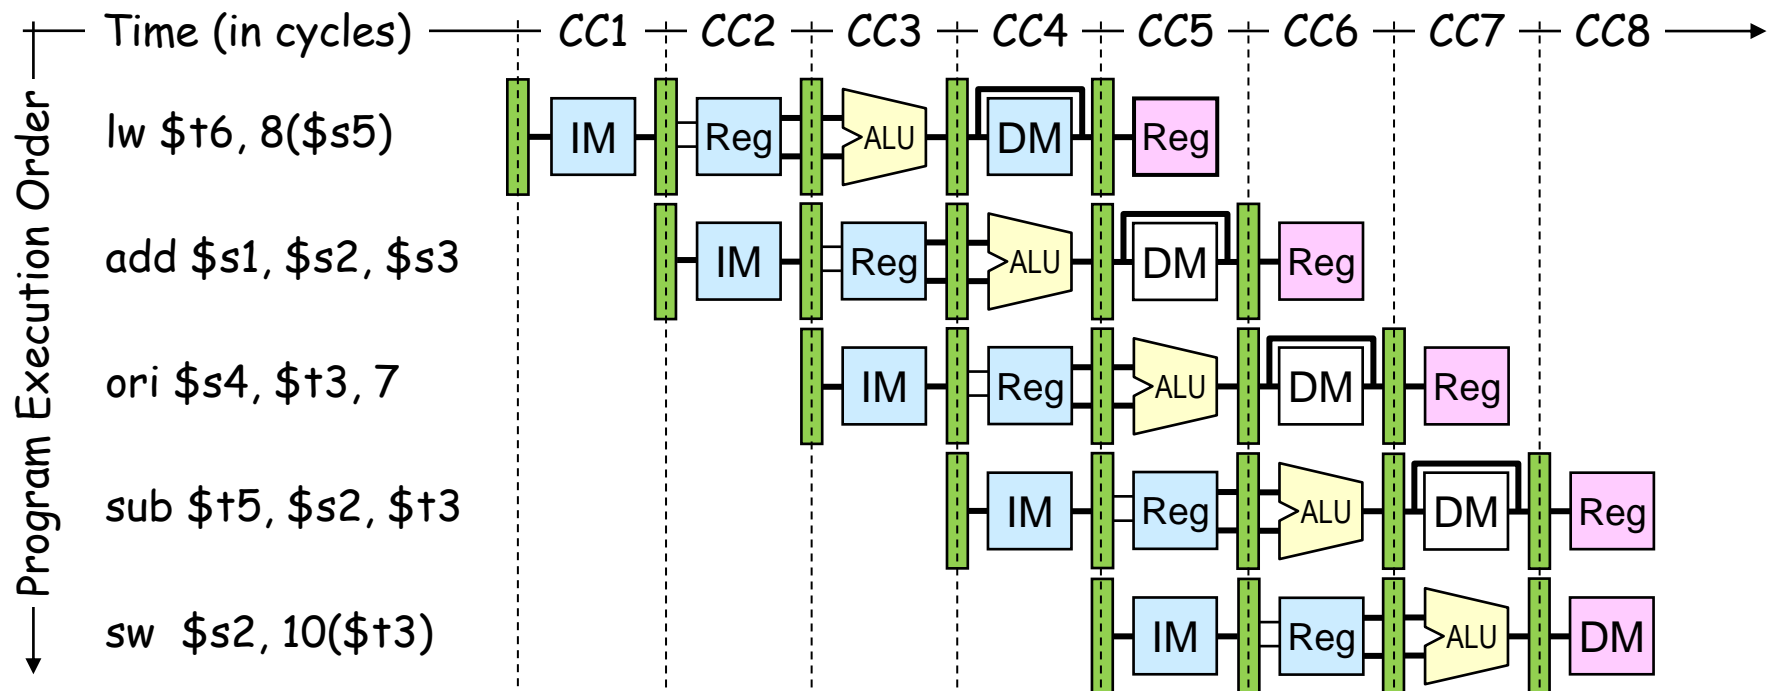 Time (in cycles) CC1 CC2 CC3 CC4 CC5 CC6 CC7 CC8
Program Execution Order
lw $t6, 8($s5) IM Reg ALU DM Reg
add $s1, $s2, $s3 IM Reg ALU DM Reg
ori $s4, $t3, 7 IM Reg ALU DM Reg
sub $t5, $s2, $t3 IM Reg ALU DM Reg
sw $s2, 10($t3) IM Reg ALU DM